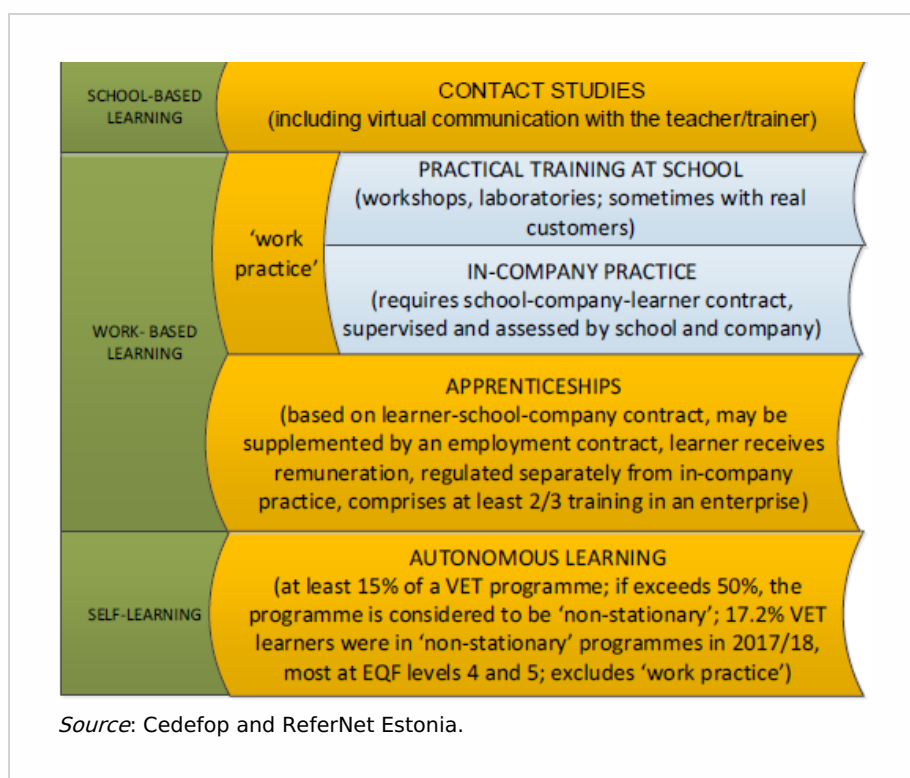 SCHOOL-BASED
LEARNING
CONTACT STUDIES
(including virtual communication with the teacher/trainer)
WORK- BASED
LEARNING
‘work
practice’
PRACTICAL TRAINING AT SCHOOL
(workshops, laboratories; sometimes with real
customers)
IN-COMPANY PRACTICE
(requires school-company-learner contract,
supervised and assessed by school and company)
APPRENTICESHIPS
(based on learner-school-company contract, may be
supplemented by an employment contract, learner receives
remuneration, regulated separately from in-company
practice, comprises at least 2/3 training in an enterprise)
SELF-LEARNING
AUTONOMOUS LEARNING
(at least 15% of a VET programme; if exceeds 50%, the
programme is considered to be ‘non-stationary’; 17.2% VET
learners were in ‘non-stationary’ programmes in 2017/18,
most at EQF levels 4 and 5; excludes ‘work practice’)
Source: Cedefop and ReferNet Estonia.